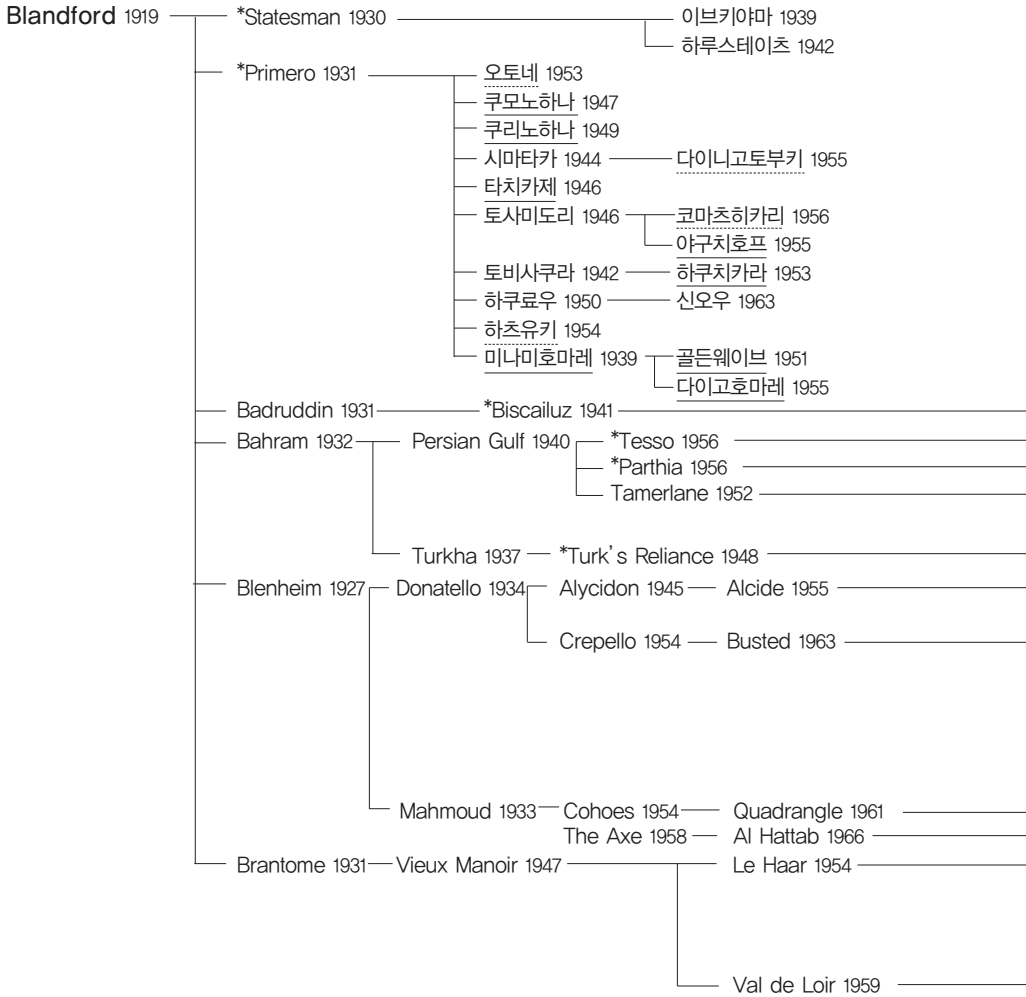 Blandford 1919 *Statesman 1930 이브키야마 1939
하루스테이츠 1942
*Primero 1931 오토네 1953
쿠모노하나 1947
쿠리노하나 1949
시마타카 1944 다이니고토부키 1955
타치카제 1946
토사미도리 1946 코마츠히카리 1956
야구치호프 1955
토비사쿠라 1942 하쿠치카라 1953
하쿠료우 1950 신오우 1963
하츠유키 1954
미나미호마레 1939 골든웨이브 1951
다이고호마레 1955
Badruddin 1931 *Biscailuz 1941
Bahram 1932 Persian Gulf 1940 *Tesso 1956
*Parthia 1956
Tamerlane 1952
Turkha 1937 *Turk's Reliance 1948
Blenheim 1927 Donatello 1934 Alycidon 1945 Alcide 1955
Crepello 1954 Busted 1963
Mahmoud 1933 Cohoes 1954 Quadrangle 1961
The Axe 1958 Al Hattab 1966
Brantome 1931 Vieux Manoir 1947 Le Haar 1954
Val de Loir 1959